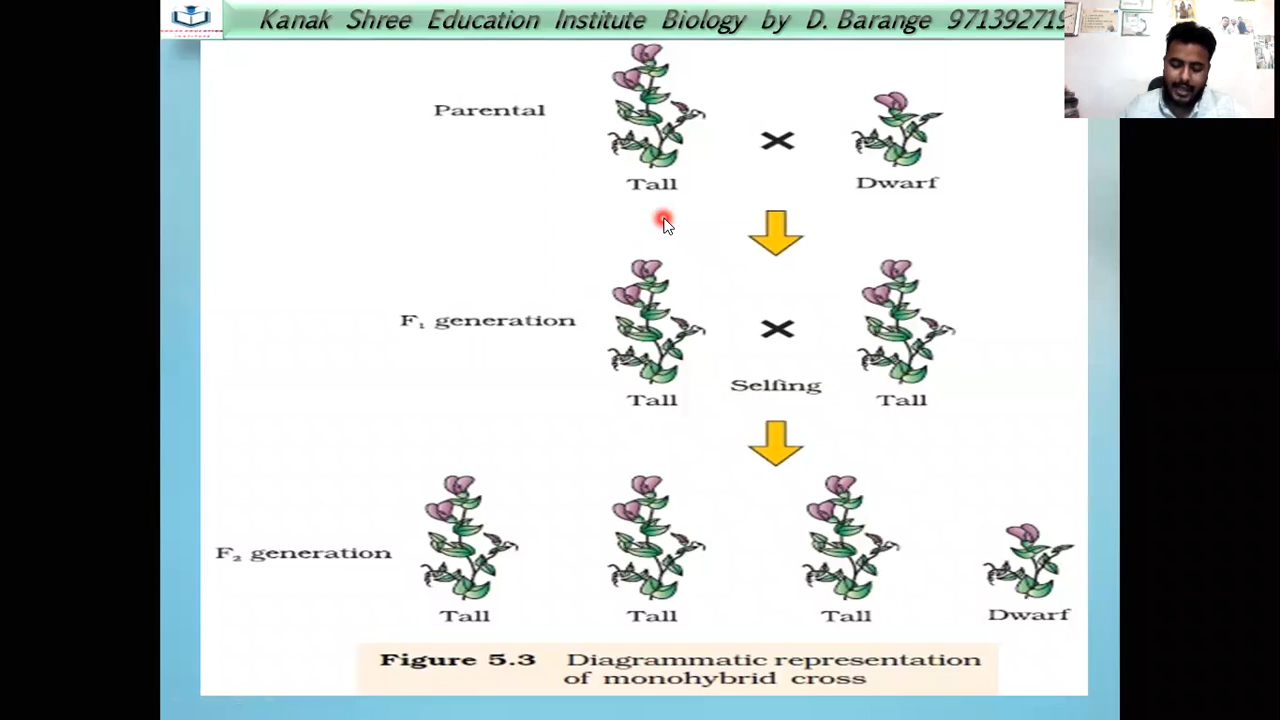 Kanak Shree Education Institute Biology by D. Barange 971392719
Parental
Tall
Dwarf
F₁ generation
Selfing
Tall
Tall
F₂ generation
Tall
Tall
Tall
Dwarf
Figure 5.3 Diagrammatic representation
of monohybrid cross